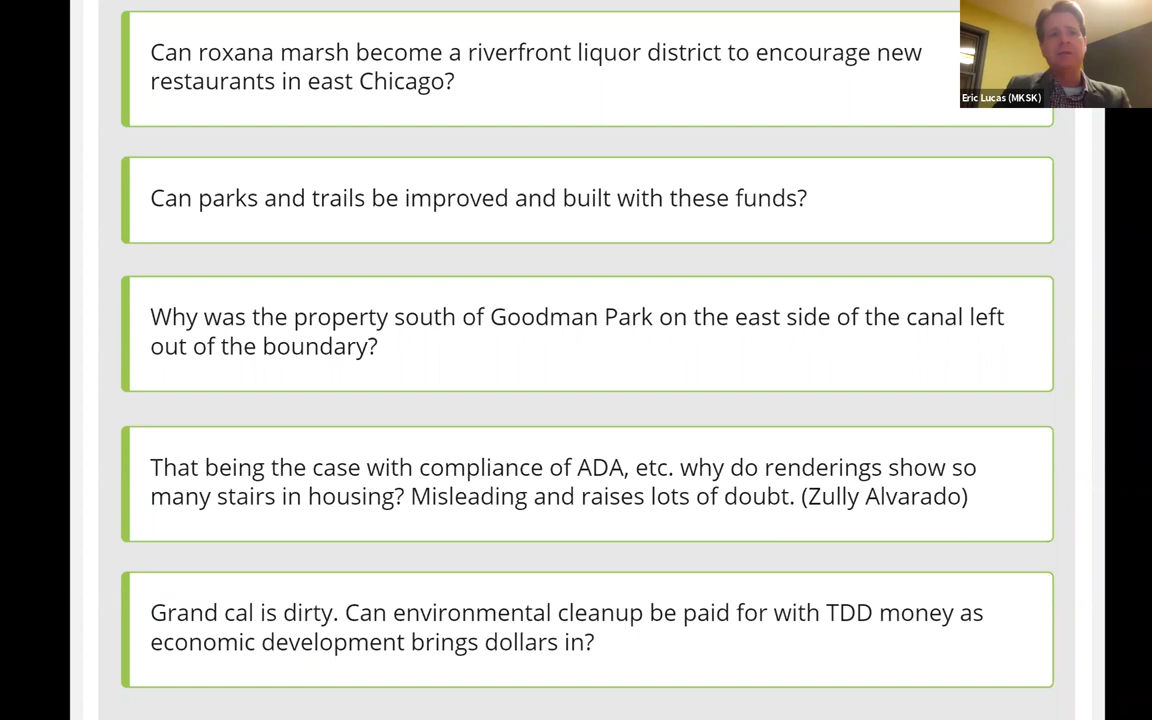 Can roxana marsh become a riverfront liquor district to encourage new
restaurants in east Chicago?
Eric Lucas (MKSK)
Can parks and trails be improved and built with these funds?
Why was the property south of Goodman Park on the east side of the canal left
out of the boundary?
That being the case with compliance of ADA, etc. why do renderings show so
many stairs in housing? Misleading and raises lots of doubt. (Zully Alvarado)
Grand cal is dirty. Can environmental cleanup be paid for with TDD money as
economic development brings dollars in?